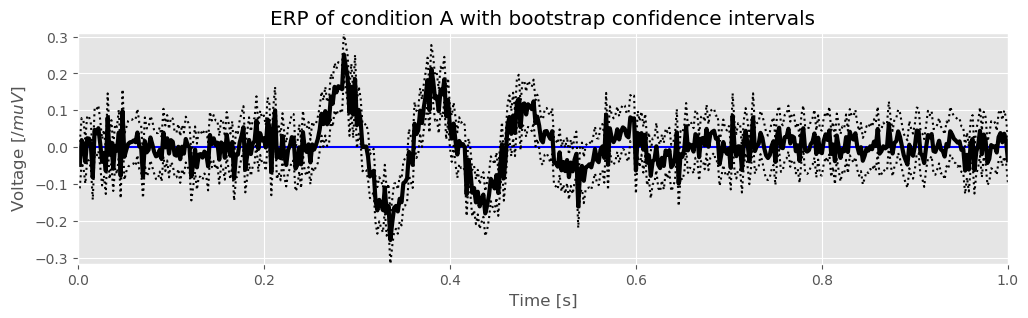 ERP of condition A with bootstrap confidence intervals
Voltage [/muV]
0.3
0.2
0.1
0.0
−0.1
−0.2
−0.3
0.0 0.2 0.4 0.6 0.8 1.0
Time [s]